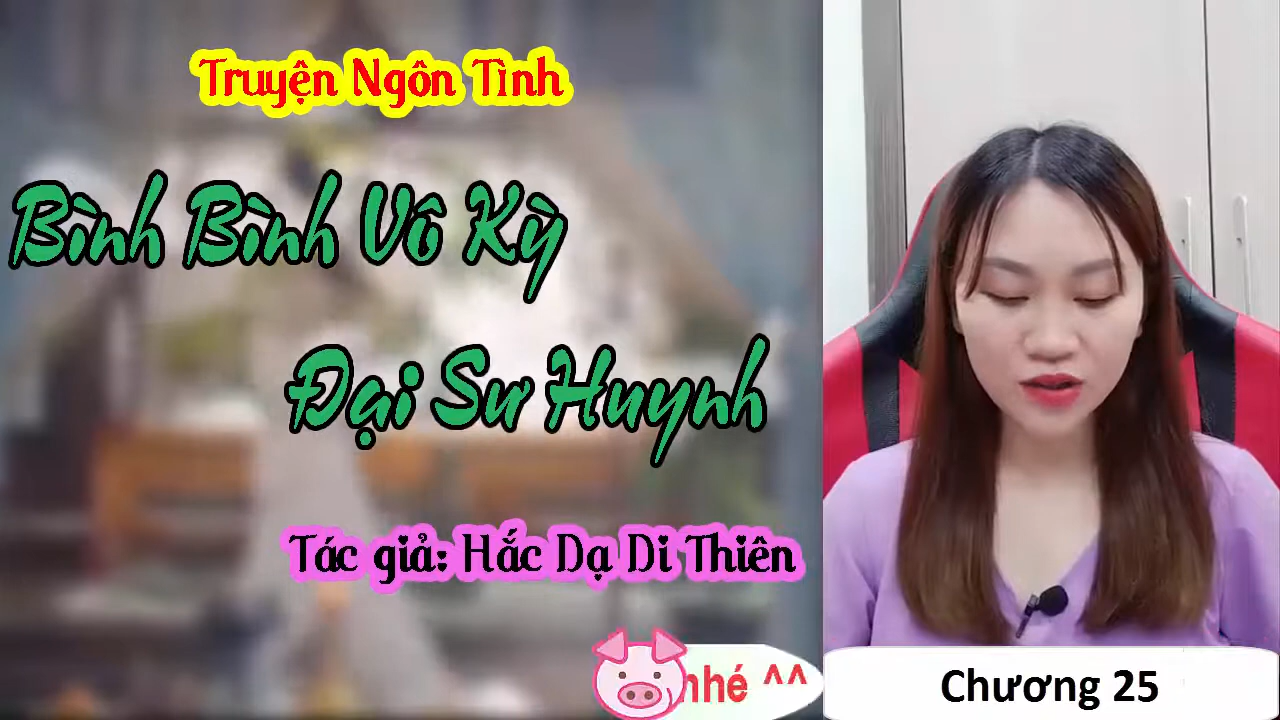 Truyện Ngôn Tình
Bình Bình Vô Kỳ
Đại Sư Huynh
Tác giả: Hắc Dạ Di Thiên
nhé ^^
Chương 25